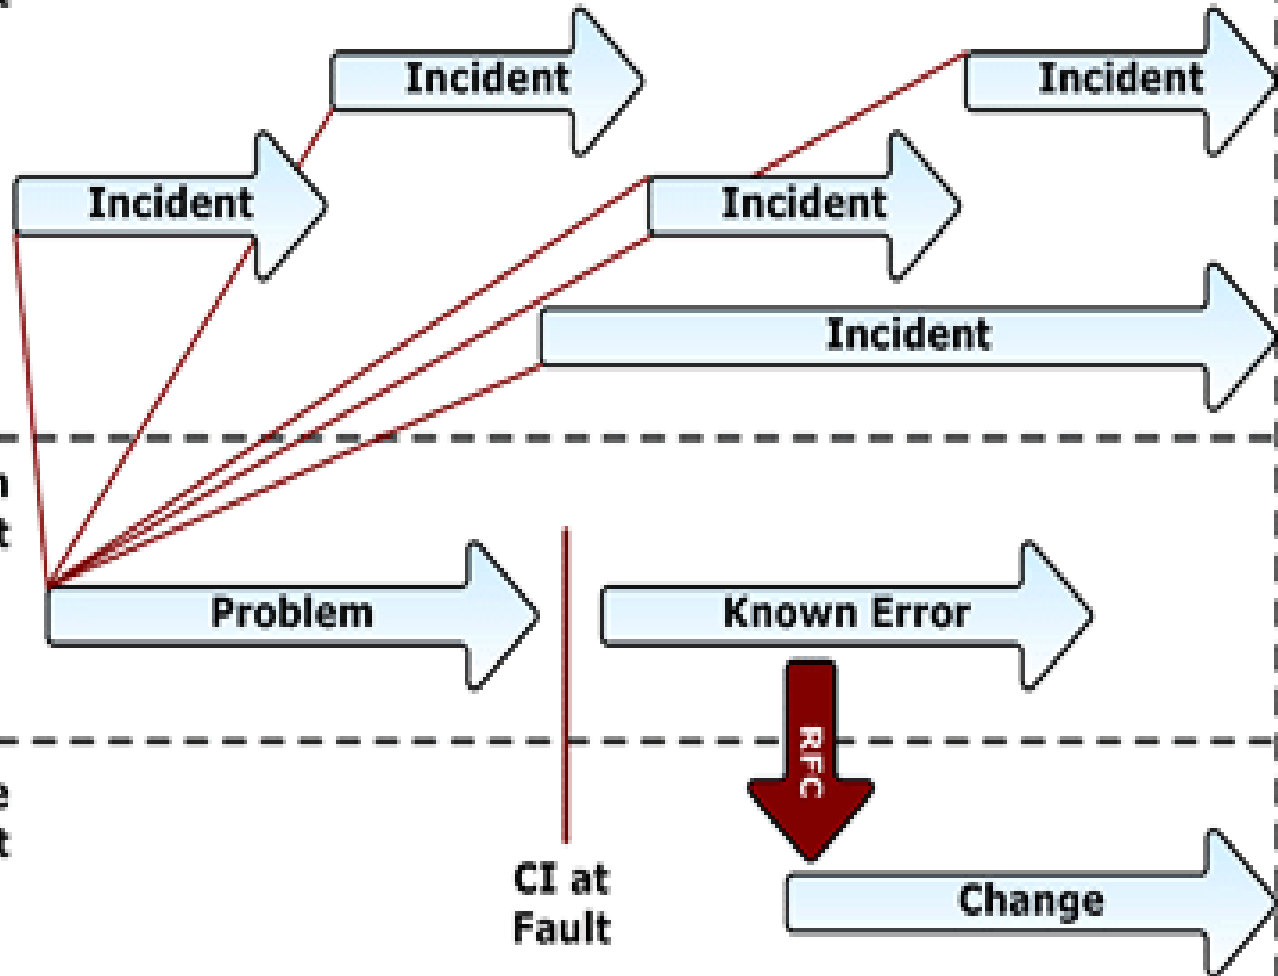 Incident
Incident
Incident
Incident
Incident
Problem
Known Error
RFC
CI at
Fault
Change